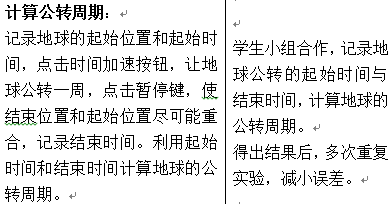 计算公转周期：
记录地球的起始位置和起始时
间，点击时间加速按钮，让地
球公转一周，点击暂停键，使
结束位置和起始位置尽可能重
合，记录结束时间。利用起始
时间和结束时间计算地球的公
转周期。
学生小组合作，记录地
球公转的起始时间与
结束时间，计算地球的
公转周期。
得出结果后，多次重复
实验，减小误差。